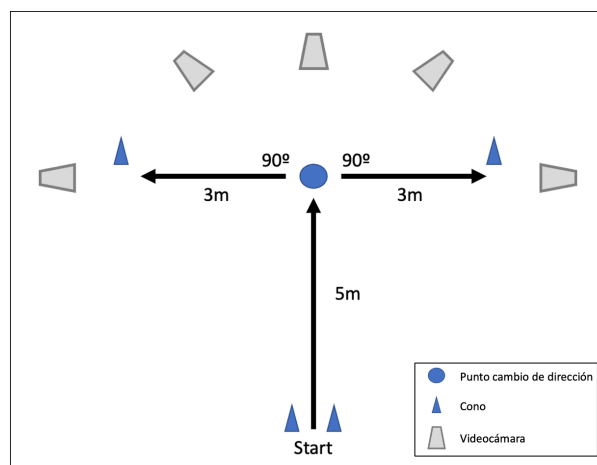 90º
90º
3m
3m
5m
Start
Punto cambio de dirección
Cono
Videocámara